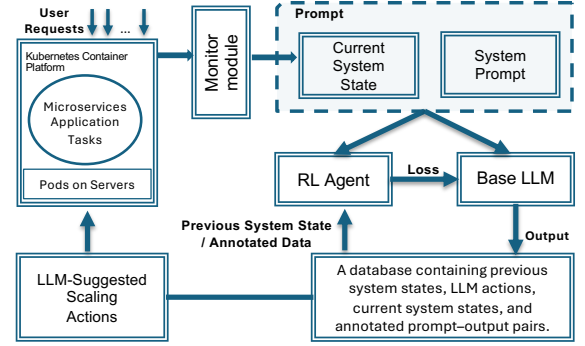 User
Requests
...
Kubernetes Container
Platform
Microservices
Application
Tasks
Pods on Servers
Monitor
module
Prompt
Current
System
State
System
Prompt
RL Agent
Loss
Base LLM
Previous System State
/ Annotated Data
Output
LLM-Suggested
Scaling
Actions
A database containing previous
system states, LLM actions,
current system states, and
annotated prompt–output pairs.